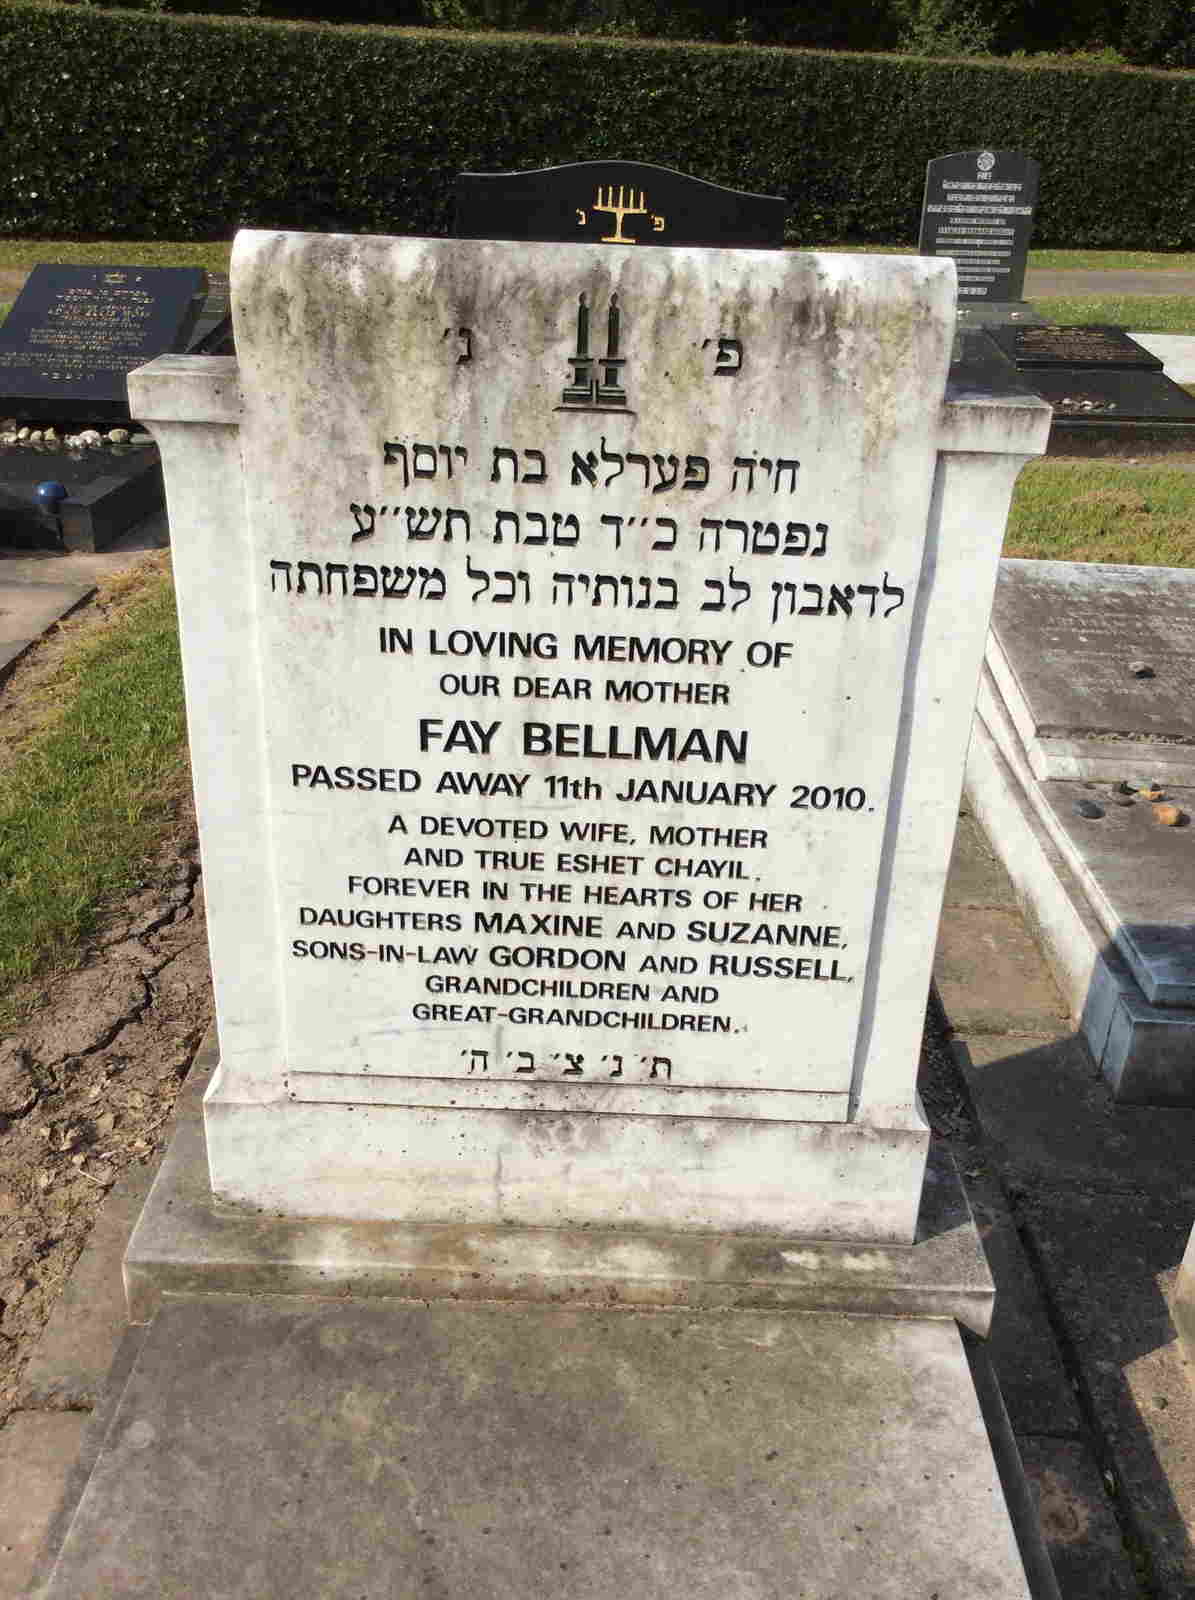 פ׳ נ׳
חיה פערלא בת יוסף
נפטרה כ״ד טבת תש״ע
לדאבון לב בנותיה וכל משפחתה
IN LOVING MEMORY OF
OUR DEAR MOTHER
FAY BELLMAN
PASSED AWAY 11th JANUARY 2010.
A DEVOTED WIFE, MOTHER
AND TRUE ESHET CHAYIL.
FOREVER IN THE HEARTS OF HER
DAUGHTERS MAXINE AND SUZANNE,
SONS-IN-LAW GORDON AND RUSSELL,
GRANDCHILDREN AND
GREAT-GRANDCHILDREN.
ת׳ נ׳ צ׳ ב׳ ה׳
פ׳ נ׳